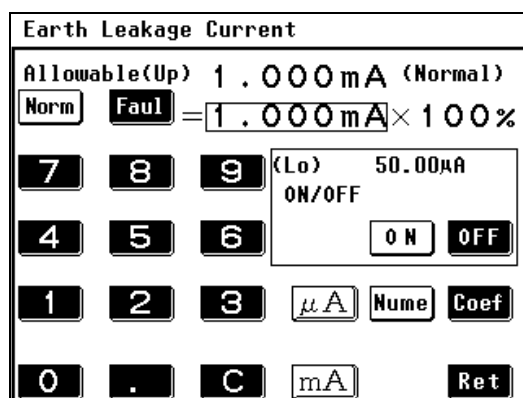 Earth Leakage Current
Allowable(Up) 1.000mA (Normal)
Norm Faul =1.000mA×100%
7 8 9 (Lo) 50.00μA
ON/OFF
4 5 6 ON OFF
1 2 3 μA Nume Coef
0 . C mA Ret